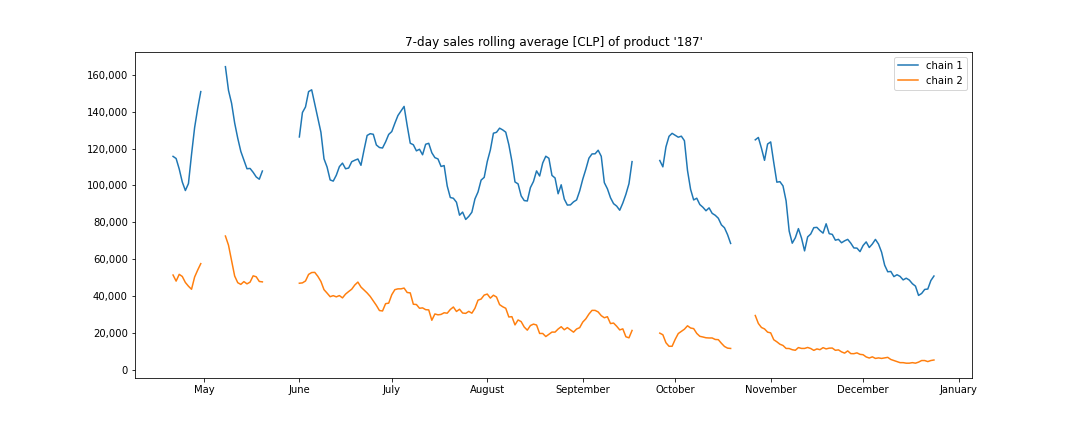 7-day sales rolling average [CLP] of product '187'
chain 1
chain 2
160,000
140,000
120,000
100,000
80,000
60,000
40,000
20,000
0
May June July August September October November December January